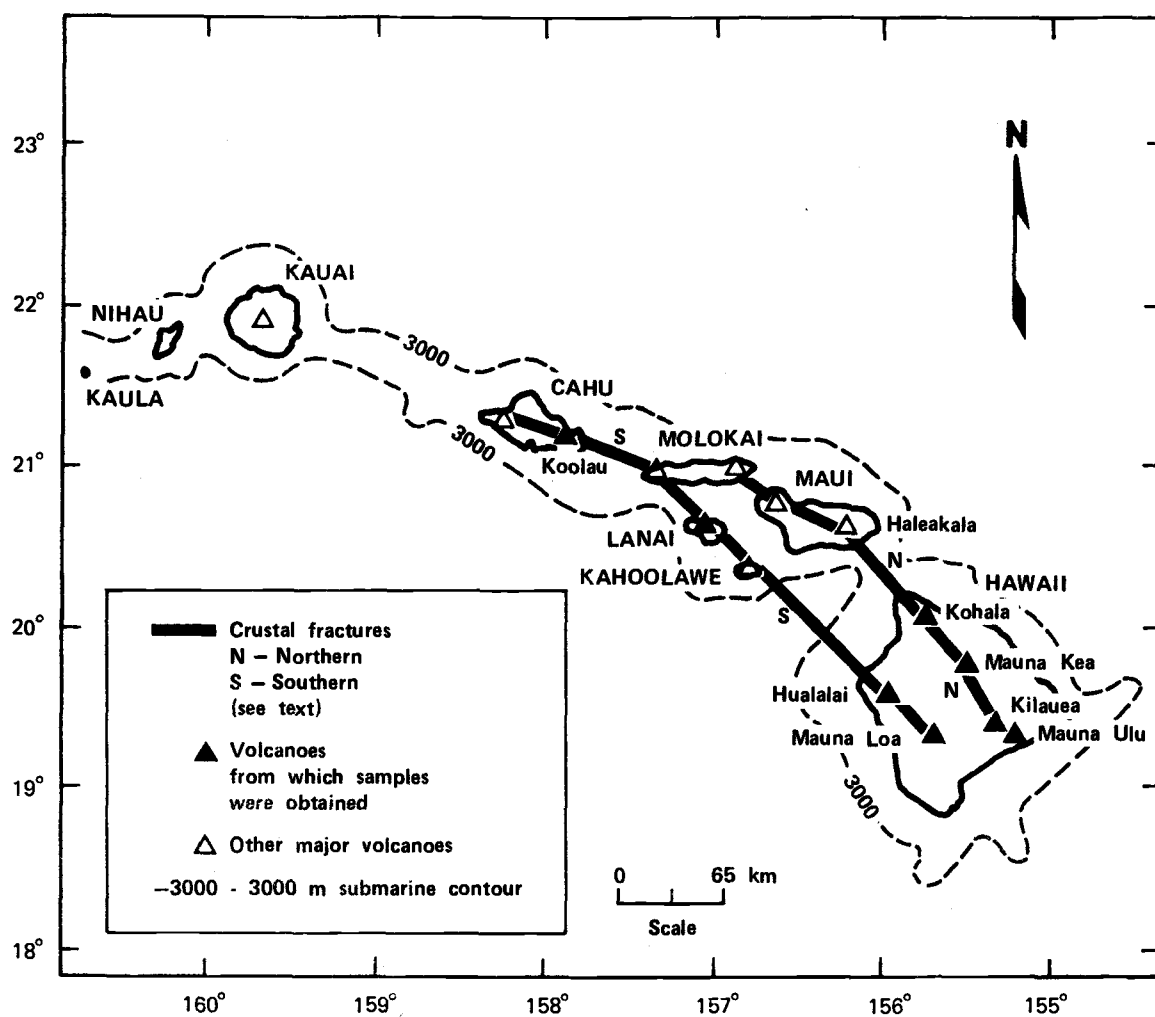 N
23°
22°
21°
20°
19°
18°
KAUAI
NIHAU
KAULA
3000
CAHU
3000
S
MOLOKAI
Koolau
MAUI
LANAI
Haleakala
KAHOOLAWE
N
HAWAII
S
Kohala
Mauna Kea
Hualalai
N
Kilauea
Mauna Loa
Mauna Ulu
3000
Crustal fractures
N – Northern
S – Southern
(see text)
Volcanoes
from which samples
were obtained
Other major volcanoes
—3000 - 3000 m submarine contour
0 65 km
Scale
160° 159° 158° 157° 156° 155°